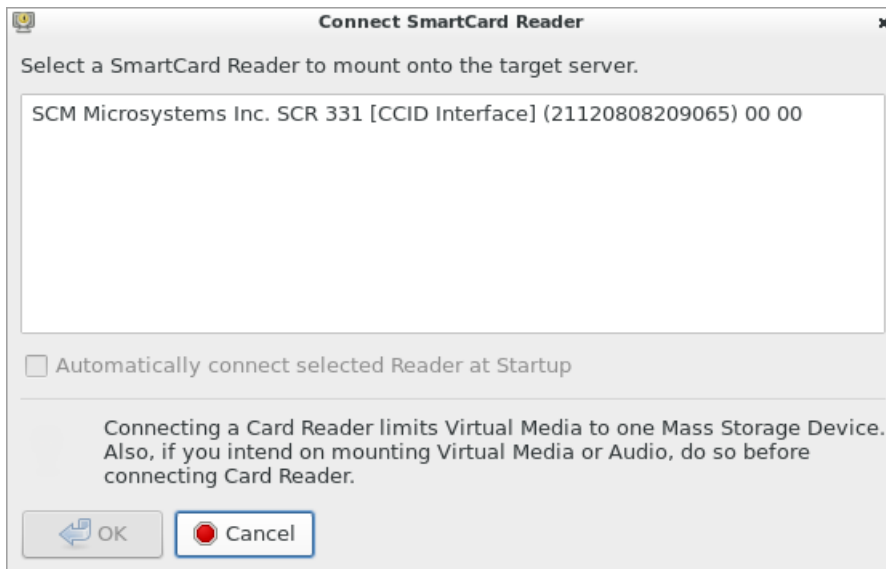 Connect SmartCard Reader
Select a SmartCard Reader to mount onto the target server.
SCM Microsystems Inc. SCR 331 [CCID Interface] (21120808209065) 00 00
Automatically connect selected Reader at Startup
Connecting a Card Reader limits Virtual Media to one Mass Storage Device.
Also, if you intend on mounting Virtual Media or Audio, do so before
connecting Card Reader.
OK
Cancel